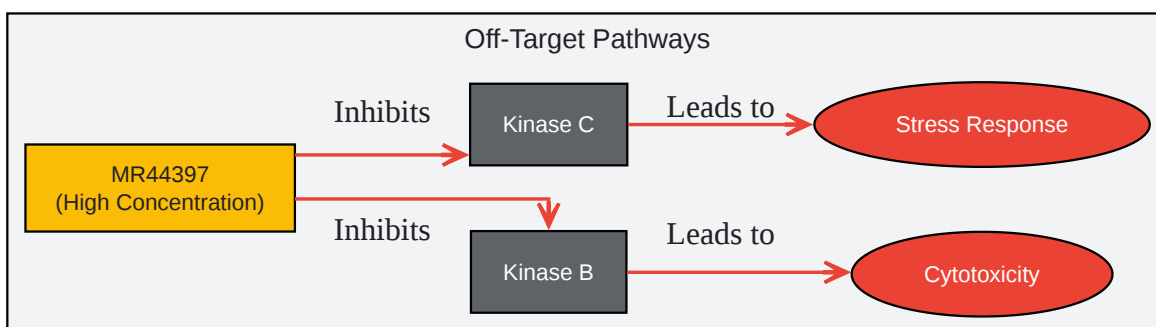 Off-Target Pathways
Inhibits
Kinase C
Leads to
Stress Response
MR44397
(High Concentration)
Inhibits
Kinase B
Leads to
Cytotoxicity